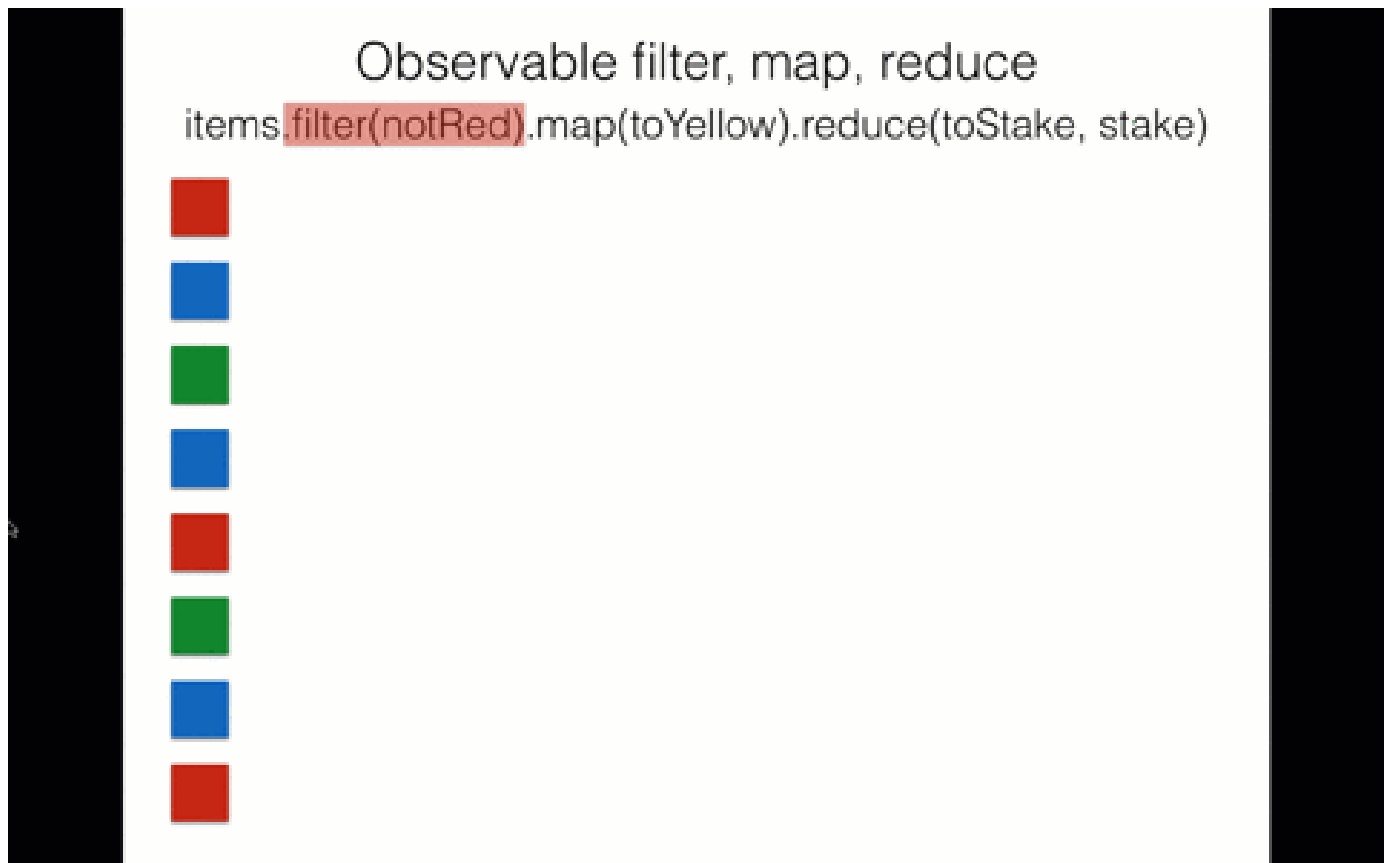 Observable filter, map, reduce
items.filter(notRed).map(toYellow).reduce(toStake, stake)